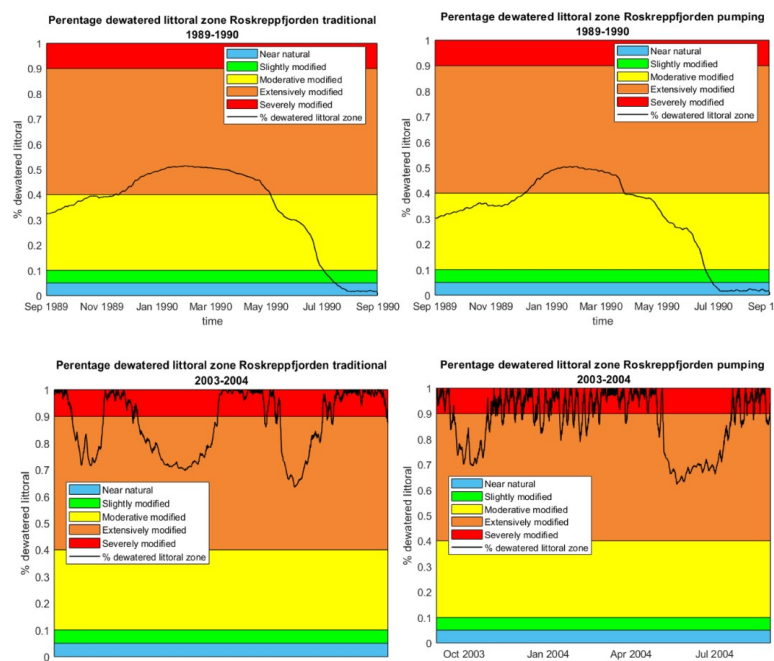 Perentage dewatered littoral zone Roskreppfjorden traditional
1989-1990
1
0.9
0.8
0.7
0.6
0.5
0.4
0.3
0.2
0.1
0
% dewatered littoral
Near natural
Slightly modified
Moderative modified
Extensively modified
Severely modified
% dewatered littoral zone
Sep 1989 Nov 1989 Jan 1990 Mar 1990 May 1990 Jul 1990 Sep 1990
time
Perentage dewatered littoral zone Roskreppfjorden pumping
1989-1990
1
0.9
0.8
0.7
0.6
0.5
0.4
0.3
0.2
0.1
0
% dewatered littoral
Near natural
Slightly modified
Moderative modified
Extensively modified
Severely modified
% dewatered littoral zone
Sep 1989 Nov 1989 Jan 1990 Mar 1990 May 1990 Jul 1990 Sep 1
time
Perentage dewatered littoral zone Roskreppfjorden traditional
2003-2004
1
0.9
0.8
0.7
0.6
0.5
0.4
0.3
0.2
0.1
% dewatered littoral
Near natural
Slightly modified
Moderative modified
Extensively modified
Severely modified
% dewatered littoral zone
Perentage dewatered littoral zone Roskreppfjorden pumping
2003-2004
1
0.9
0.8
0.7
0.6
0.5
0.4
0.3
0.2
0.1
0
% dewatered littoral
Near natural
Slightly modified
Moderative modified
Extensively modified
Severely modified
% dewatered littoral zone
Oct 2003 Jan 2004 Apr 2004 Jul 2004